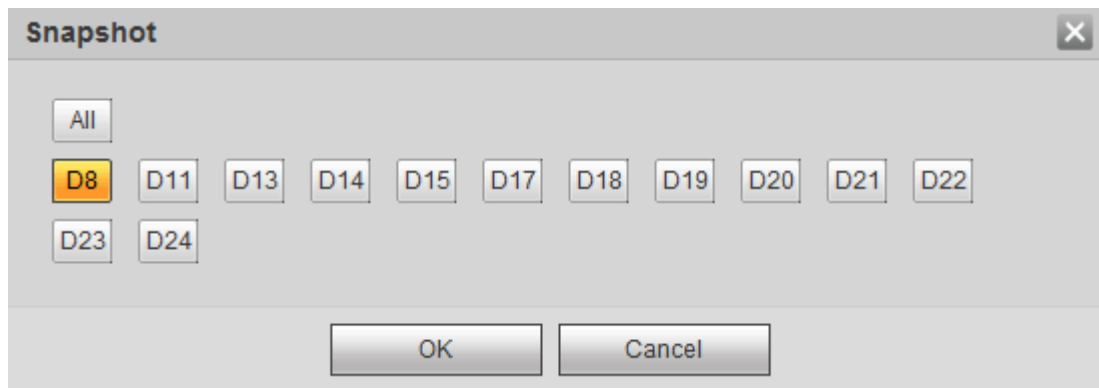 Snapshot
All
D8 D11 D13 D14 D15 D17 D18 D19 D20 D21 D22
D23 D24
OK Cancel